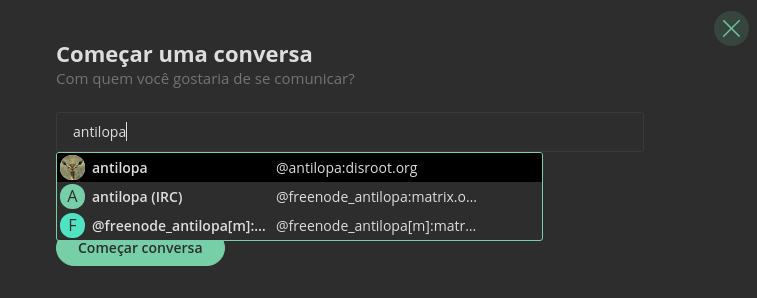 Começar uma conversa
Com quem você gostaria de se comunicar?
antilopa
antilopa @antilopa:disroot.org
A antilopa (IRC) @freenode_antilopa:matrix.o...
F @freenode_antilopa[m]:... @freenode_antilopa[m]:matr...
Começar conversa